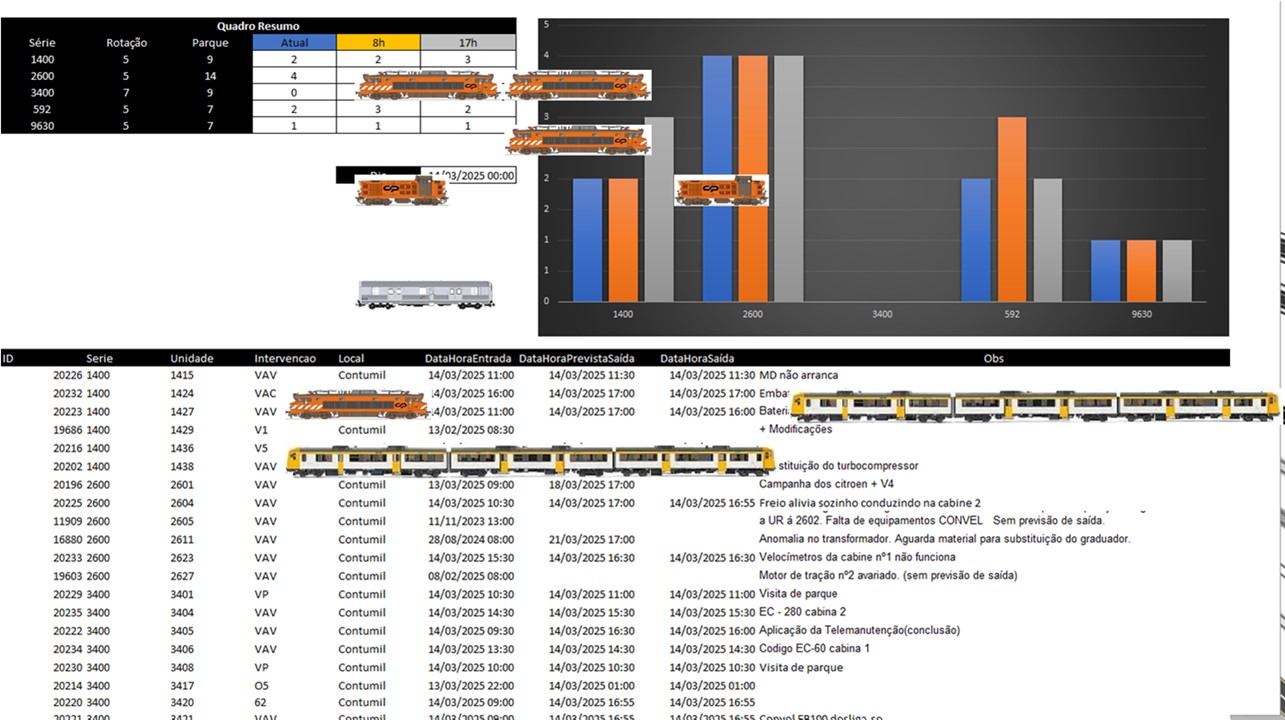 Quadro Resumo
Série Rotação Parque Atual 8h 17h
1400 5 9 2 2 3
2600 5 14 4
3400 7 9 0
592 5 7 2 3 2
9630 5 7 1 1 1
14/03/2025 00:00
5
4
3
2
2
1
1
0
1400 2600 3400 592 9630
ID Serie Unidade Intervencao Local DataHoraEntrada DataHoraPrevistaSaída DataHoraSaída Obs
20226 1400 1415 VAV Contumil 14/03/2025 11:00 14/03/2025 11:30 14/03/2025 11:30 MD não arranca
20232 1400 1424 VAC 14/03/2025 16:00 14/03/2025 17:00 14/03/2025 17:00
20223 1400 1427 VAV 14/03/2025 11:00 14/03/2025 17:00 14/03/2025 16:00
19686 1400 1429 V1 Contumil 13/02/2025 08:30 + Modificações
20216 1400 1436 V5
20202 1400 1438 VAV do turbocompressor
20196 2600 2601 VAV Contumil 13/03/2025 09:00 18/03/2025 17:00 Campanha dos citroen + V4
20225 2600 2604 VAV Contumil 14/03/2025 10:30 14/03/2025 17:00 14/03/2025 16:55 Freio alivia sozinho conduzindo na cabine 2
11909 2600 2605 VAV Contumil 11/11/2023 13:00 a UR á 2602. Falta de equipamentos CONVEL Sem previsão de saída.
16880 2600 2611 VAV Contumil 28/08/2024 08:00 21/03/2025 17:00 Anomalia no transformador. Aguarda material para substituição do graduador.
20233 2600 2623 VAV Contumil 14/03/2025 15:30 14/03/2025 16:30 14/03/2025 16:30 Velocímetros da cabine nº1 não funciona
19603 2600 2627 VAV Contumil 08/02/2025 08:00 Motor de tração nº2 avariado. (sem previsão de saída)
20229 3400 3401 VP Contumil 14/03/2025 10:30 14/03/2025 11:00 14/03/2025 11:00 Visita de parque
20235 3400 3404 VAV Contumil 14/03/2025 14:30 14/03/2025 15:30 14/03/2025 15:30 EC - 280 cabina 2
20222 3400 3405 VAV Contumil 14/03/2025 09:30 14/03/2025 16:30 14/03/2025 16:00 Aplicação da Telemanutenção(conclusão)
20234 3400 3406 VAV Contumil 14/03/2025 13:30 14/03/2025 14:30 14/03/2025 14:30 Codigo EC-60 cabina 1
20230 3400 3408 VP Contumil 14/03/2025 10:00 14/03/2025 10:30 14/03/2025 10:30 Visita de parque
20214 3400 3417 O5 Contumil 13/03/2025 22:00 14/03/2025 01:00 14/03/2025 01:00
20220 3400 3420 62 Contumil 14/03/2025 09:00 14/03/2025 16:55 14/03/2025 16:55
20221 3400 3421 VAV Contumil 14/03/2025 09:00 14/03/2025 16:55 14/03/2025 16:55 Convel EB100 desliga-se